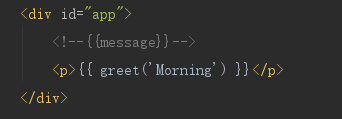 <div id="app">
<!--{{message}}-->
<p>{{ greet('Morning') }}</p>
</div>